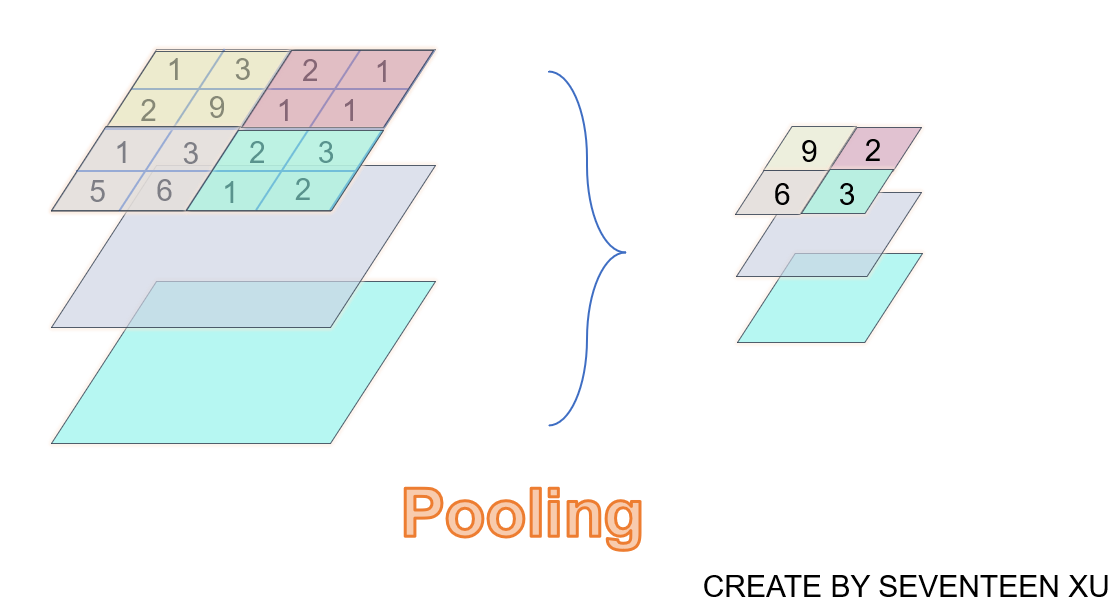 1 3 2 1
2 9 1 1
1 3 2 3
5 6 1 2
9 2
6 3
Pooling
CREATE BY SEVENTEEN XU